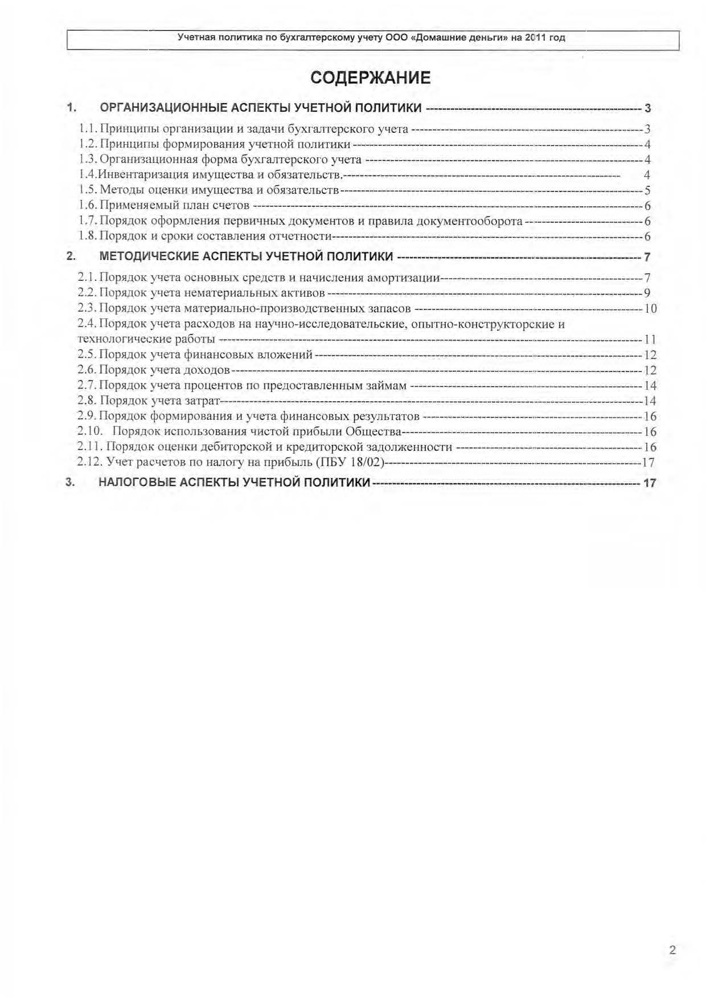 Учетная политика по бухгалтерскому учету ООО «Домашние деньги» на 2011 год
СОДЕРЖАНИЕ
1. ОРГАНИЗАЦИОННЫЕ АСПЕКТЫ УЧЕТНОЙ ПОЛИТИКИ 3
1.1. Принципы организации и задачи бухгалтерского учета 3
1.2. Принципы формирования учетной политики 4
1.3. Организационная форма бухгалтерского учета 4
1.4.Инвентаризация имущества и обязательств. 4
1.5. Методы оценки имущества и обязательств 5
1.6. Применяемый план счетов 6
1.7. Порядок оформления первичных документов и правила документооборота 6
1.8. Порядок и сроки составления отчетности 6
2. МЕТОДИЧЕСКИЕ АСПЕКТЫ УЧЕТНОЙ ПОЛИТИКИ 7
2.1. Порядок учета основных средств и начисления амортизации 7
2.2. Порядок учета нематериальных активов 9
2.3. Порядок учета материально-производственных запасов 10
2.4. Порядок учета расходов на научно-исследовательские, опытно-конструкторские и
технологические работы 11
2.5. Порядок учета финансовых вложений 12
2.6. Порядок учета доходов 12
2.7. Порядок учета процентов по предоставленным займам 14
2.8. Порядок учета затрат 14
2.9. Порядок формирования и учета финансовых результатов 16
2.10. Порядок использования чистой прибыли Общества 16
2.11. Порядок оценки дебиторской и кредиторской задолженности 16
2.12. Учет расчетов по налогу на прибыль (ПБУ 18/02) 17
3. НАЛОГОВЫЕ АСПЕКТЫ УЧЕТНОЙ ПОЛИТИКИ 17
2